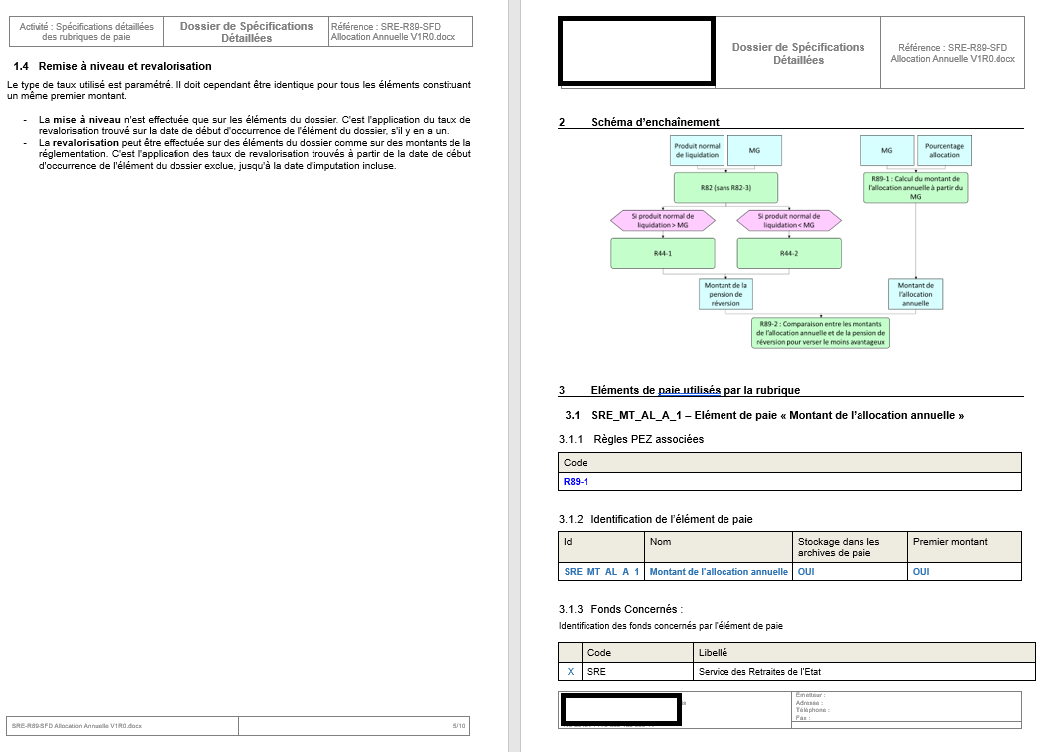 Activité : Spécifications détaillées
des rubriques de paie
Dossier de Spécifications
Détaillées
Référence : SRE-R89-SFD
Allocation Annuelle V1R0.docx
1.4 Remise à niveau et revalorisation
Le type de taux utilisé est paramétré. Il doit cependant être identique pour tous les éléments constituant
un même premier montant.
- La mise à niveau n'est effectuée que sur les éléments du dossier. C'est l'application du taux de
revalorisation trouvé sur la date de début d'occurrence de l'élément du dossier, s'il y en a un.
- La revalorisation peut être effectuée sur des éléments du dossier comme sur des montants de la
réglementation. C'est l'application des taux de revalorisation trouvés à partir de la date de début
d'occurrence de l'élément du dossier exclue, jusqu'à la date d'imputation incluse.
SRE-R89-SFD Allocation Annuelle V1R0.docx
5/10
Dossier de Spécifications
Détaillées
Référence : SRE-R89-SFD
Allocation Annuelle V1R0.docx
2 Schéma d'enchaînement
Produit normal
de liquidation
MG
MG
Pourcentage
allocation
R82 (sans R82-3)
R89-1 : Calcul du montant de
l'allocation annuelle à partir du
MG
Si produit normal de
liquidation > MG
Si produit normal de
liquidation < MG
R44-1
R44-2
Montant de la
pension de
réversion
Montant de
l'allocation
annuelle
R89-2 : Comparaison entre les montants
de l'allocation annuelle et de la pension de
réversion pour verser le moins avantageux
3 Eléments de paie utilisés par la rubrique
3.1 SRE_MT_AL_A_1 – Elément de paie « Montant de l'allocation annuelle »
3.1.1 Règles PEZ associées
Code
R89-1
3.1.2 Identification de l'élément de paie
Id
Nom
Stockage dans les
archives de paie
Premier montant
SRE_MT_AL_A_1
Montant de l'allocation annuelle
OUI
OUI
3.1.3 Fonds Concernés :
Identification des fonds concernés par l'élément de paie
Code
Libellé
X
SRE
Service des Retraites de l'Etat
Émetteur :
Adresse :
Téléphone :
Fax :